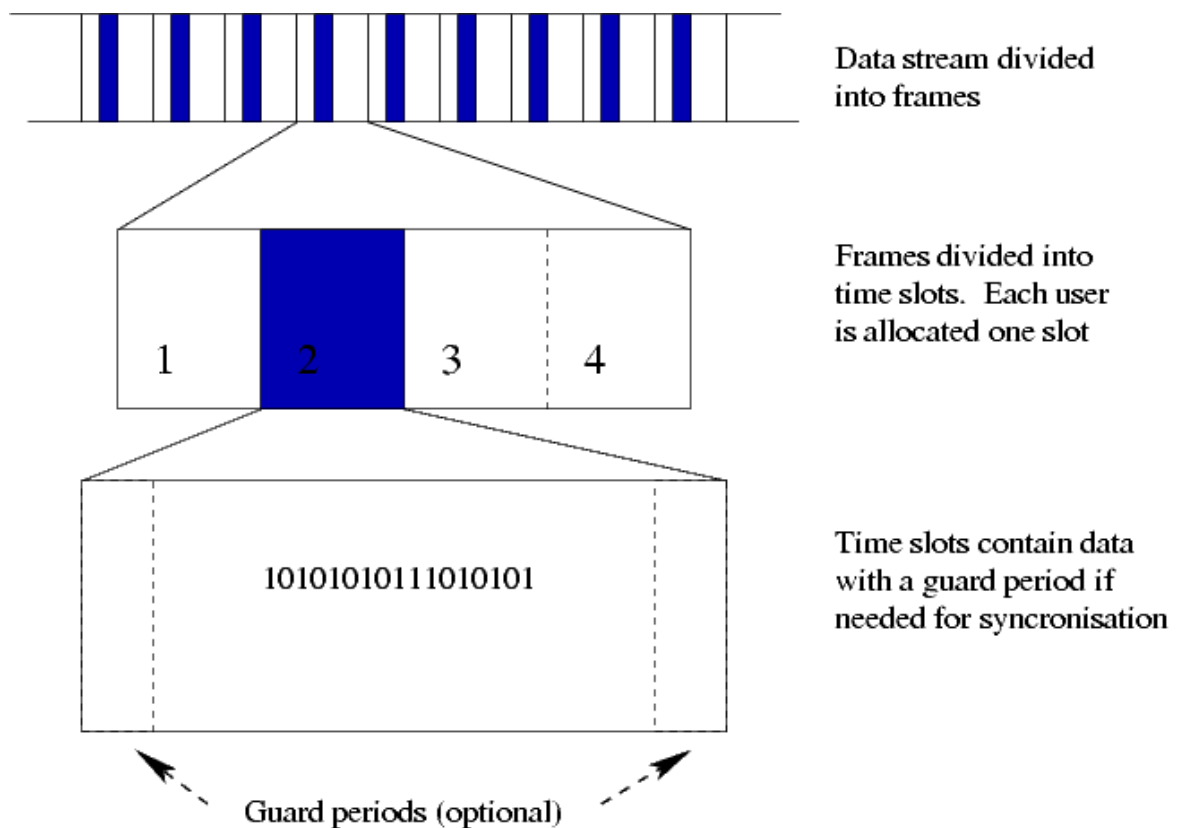 Data stream divided
into frames
Frames divided into
time slots. Each user
is allocated one slot
1 2 3 4
10101010111010101
Time slots contain data
with a guard period if
needed for syncronisation
Guard periods (optional)